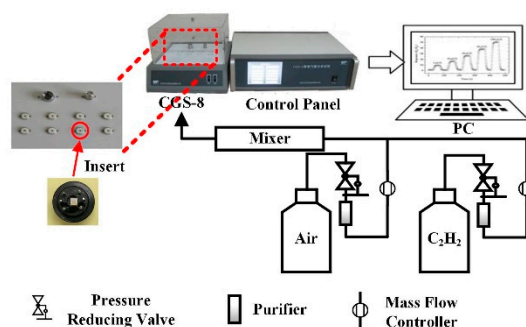 CGS-8
Control Panel
PC
Insert
Mixer
Air
C₂H₂
Pressure
Reducing Valve
Purifier
Mass Flow
Controller